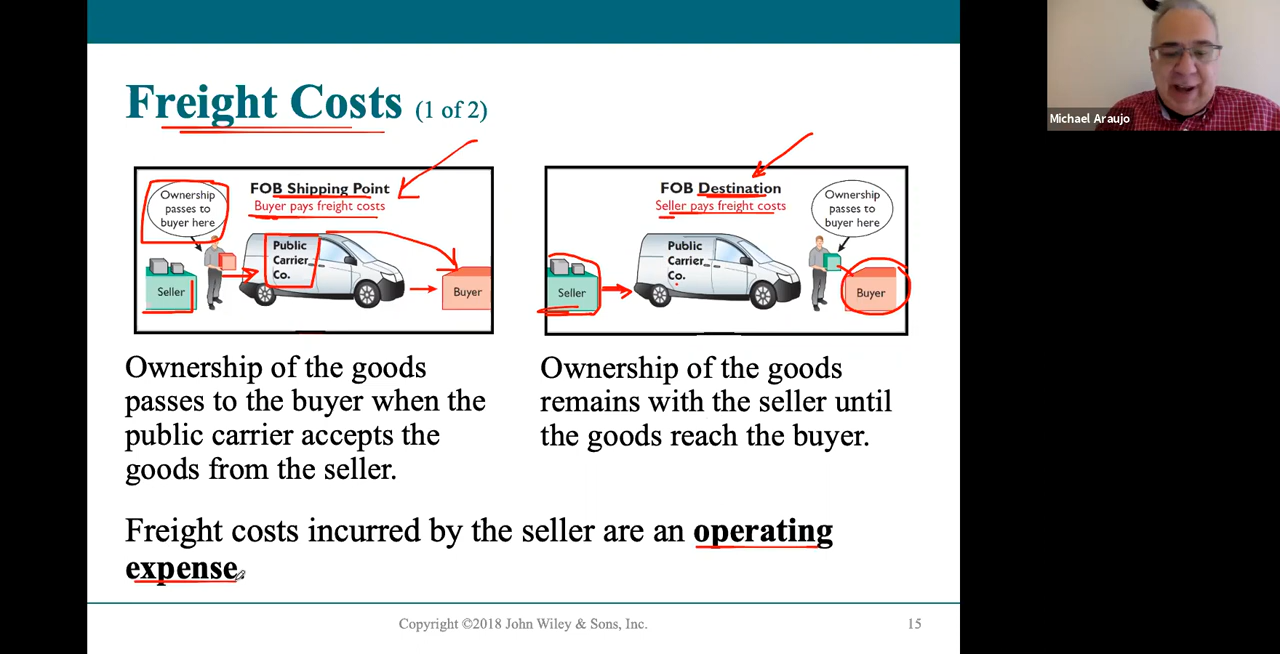 Freight Costs (1 of 2)
Michael Araujo
Ownership
passes to
buyer here
FOB Shipping Point
Buyer pays freight costs
Public
Carrier
Co.
Seller
Buyer
FOB Destination
Seller pays freight costs
Ownership
passes to
buyer here
Public
Carrier
Co.
Seller
Buyer
Ownership of the goods
passes to the buyer when the
public carrier accepts the
goods from the seller.
Ownership of the goods
remains with the seller until
the goods reach the buyer.
Freight costs incurred by the seller are an operating
expense.
Copyright ©2018 John Wiley & Sons, Inc.
15